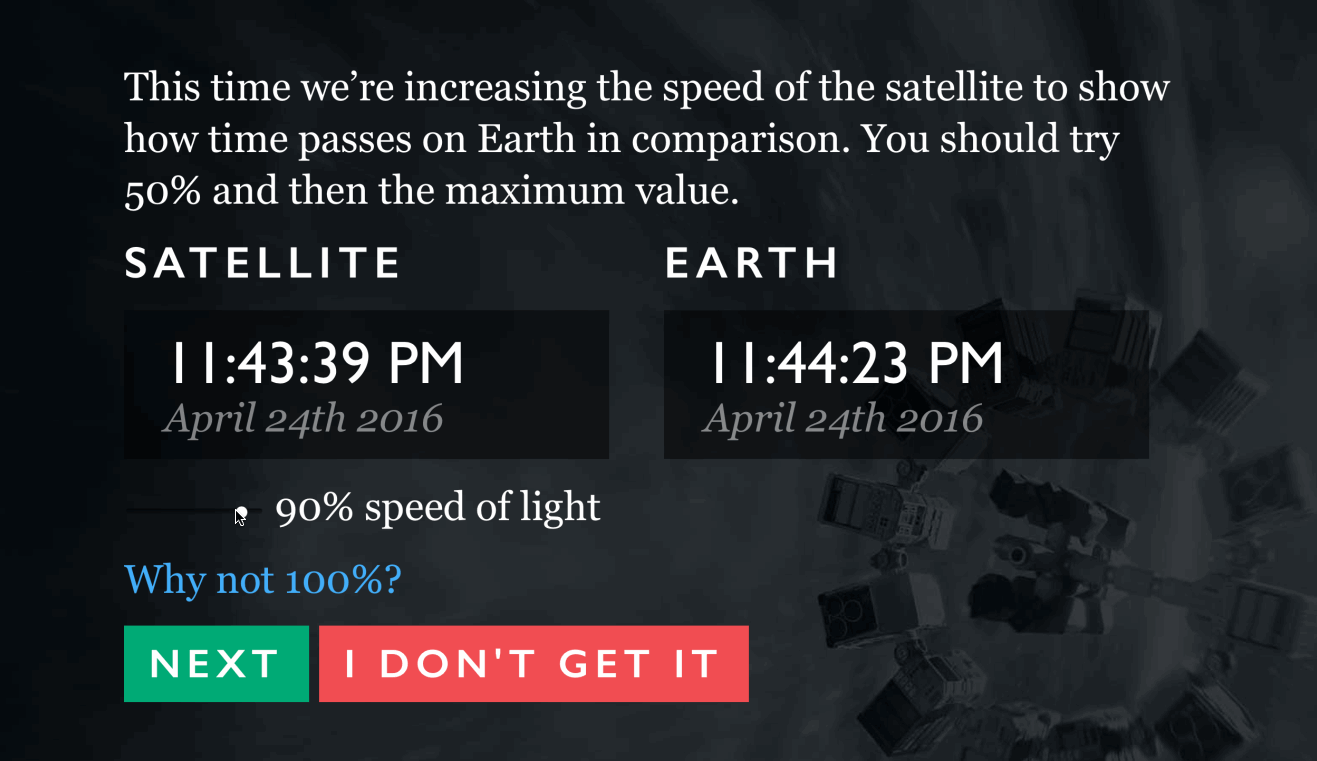 This time we’re increasing the speed of the satellite to show
how time passes on Earth in comparison. You should try
50% and then the maximum value.
SATELLITE
EARTH
11:43:39 PM
April 24th 2016
11:44:23 PM
April 24th 2016
90% speed of light
Why not 100%?
NEXT
I DON'T GET IT